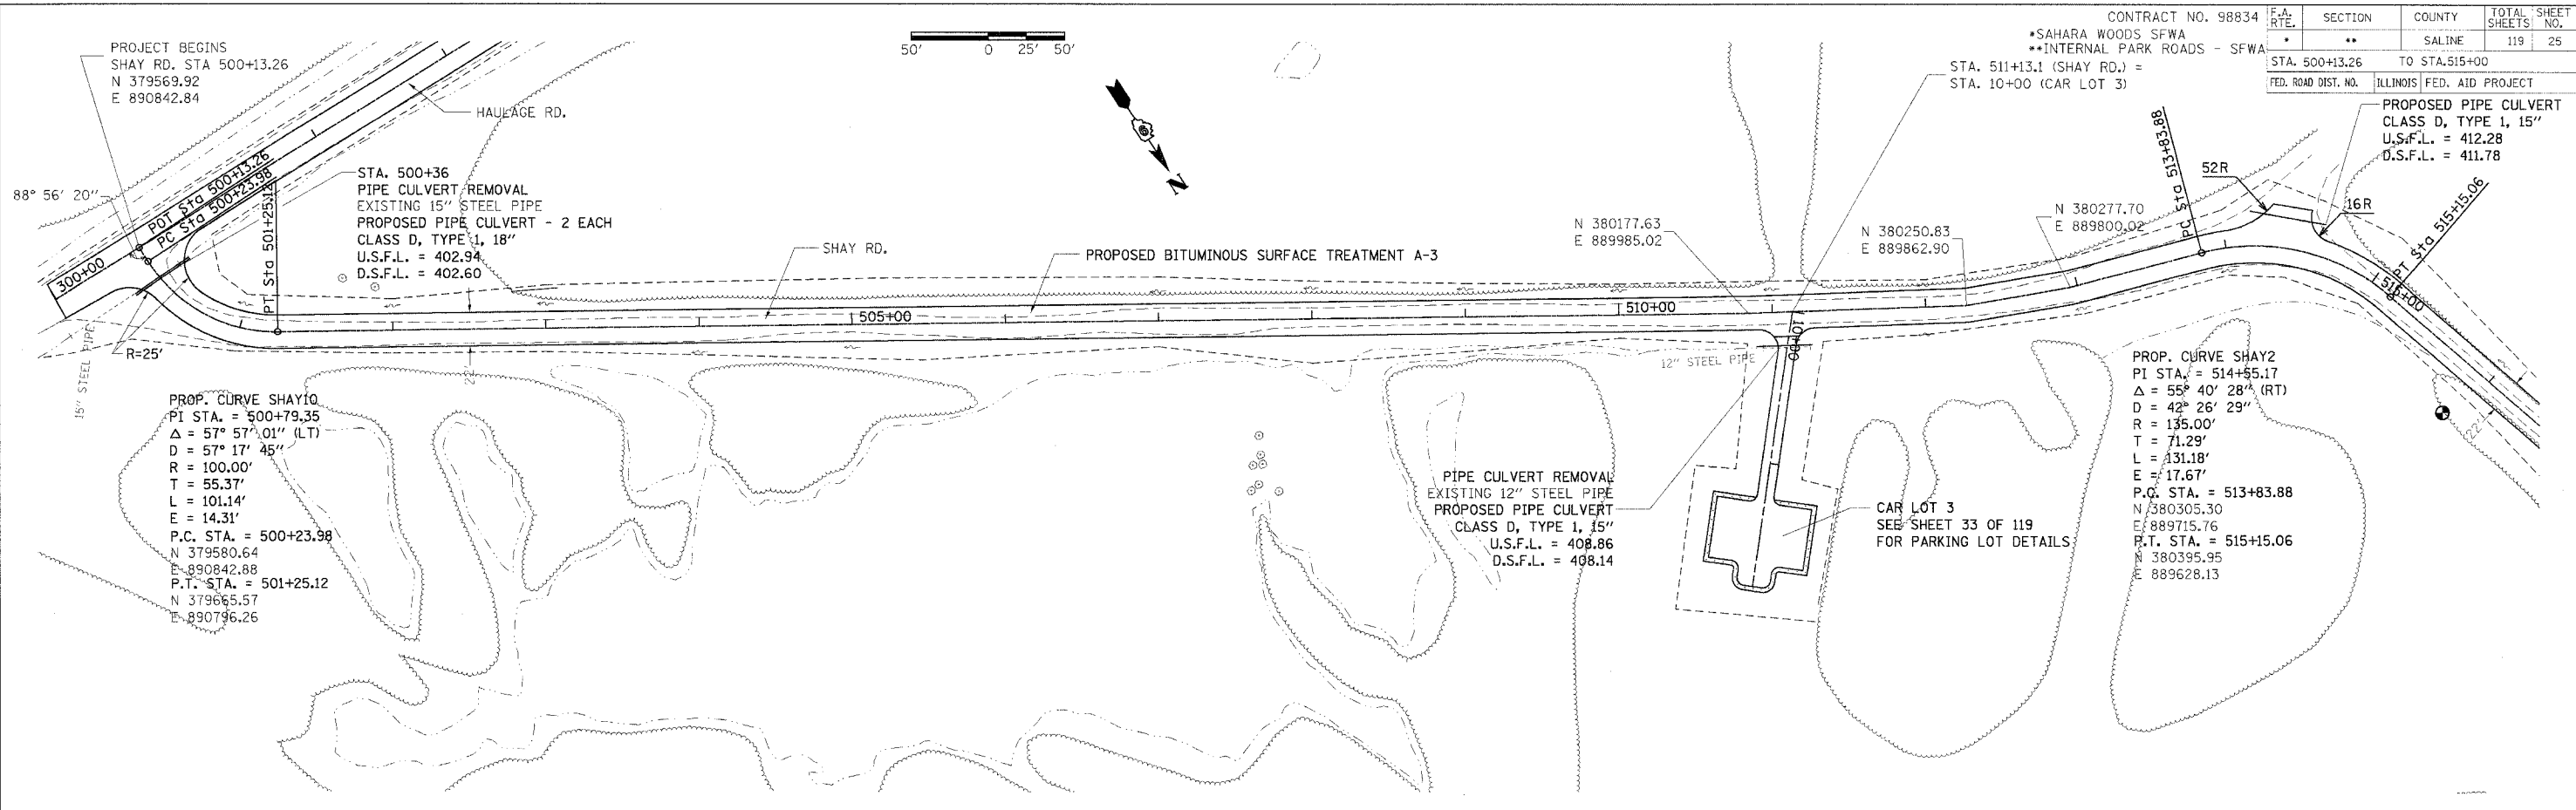 CONTRACT NO. 98834
*SAHARA WOODS SFWA
**INTERNAL PARK ROADS - SFWA
F.A. RTE. SECTION COUNTY TOTAL SHEETS SHEET NO.
* ** SALINE 119 25
STA. 500+13.26 TO STA.515+00
FED. ROAD DIST. NO. ILLINOIS FED. AID PROJECT
PROJECT BEGINS
SHAY RD. STA 500+13.26
N 379569.92
E 890842.84
HAULAGE RD.
50' 0 25' 50'
N
STA. 511+13.1 (SHAY RD.) =
STA. 10+00 (CAR LOT 3)
PROPOSED PIPE CULVERT
CLASS D, TYPE 1, 15"
U.S.F.L. = 412.28
D.S.F.L. = 411.78
52R
16R
PC Sta 513+83.88
PT Sta 515+15.06
515+00
88° 56' 20"
POT Sta 500+13.26
PC Sta 500+23.98
PT Sta 501+25.12
300+00
STA. 500+36
PIPE CULVERT REMOVAL
EXISTING 15" STEEL PIPE
PROPOSED PIPE CULVERT - 2 EACH
CLASS D, TYPE 1, 18"
U.S.F.L. = 402.94
D.S.F.L. = 402.60
SHAY RD.
PROPOSED BITUMINOUS SURFACE TREATMENT A-3
N 380177.63
E 889985.02
N 380250.83
E 889862.90
N 380277.70
E 889800.02
505+00
510+00
10+00
R=25'
15" STEEL PIPE
22'
12" STEEL PIPE
22'
PROP. CURVE SHAY10
PI STA. = 500+79.35
Δ = 57° 57' 01" (LT)
D = 57° 17' 45"
R = 100.00'
T = 55.37'
L = 101.14'
E = 14.31'
P.C. STA. = 500+23.98
N 379580.64
E 890842.88
P.T. STA. = 501+25.12
N 379665.57
E 890796.26
PIPE CULVERT REMOVAL
EXISTING 12" STEEL PIPE
PROPOSED PIPE CULVERT
CLASS D, TYPE 1, 15"
U.S.F.L. = 408.86
D.S.F.L. = 408.14
CAR LOT 3
SEE SHEET 33 OF 119
FOR PARKING LOT DETAILS
PROP. CURVE SHAY2
PI STA. = 514+55.17
Δ = 55° 40' 28" (RT)
D = 42° 26' 29"
R = 135.00'
T = 71.29'
L = 131.18'
E = 17.67'
P.C. STA. = 513+83.88
N 380305.30
E 889715.76
P.T. STA. = 515+15.06
N 380395.95
E 889628.13